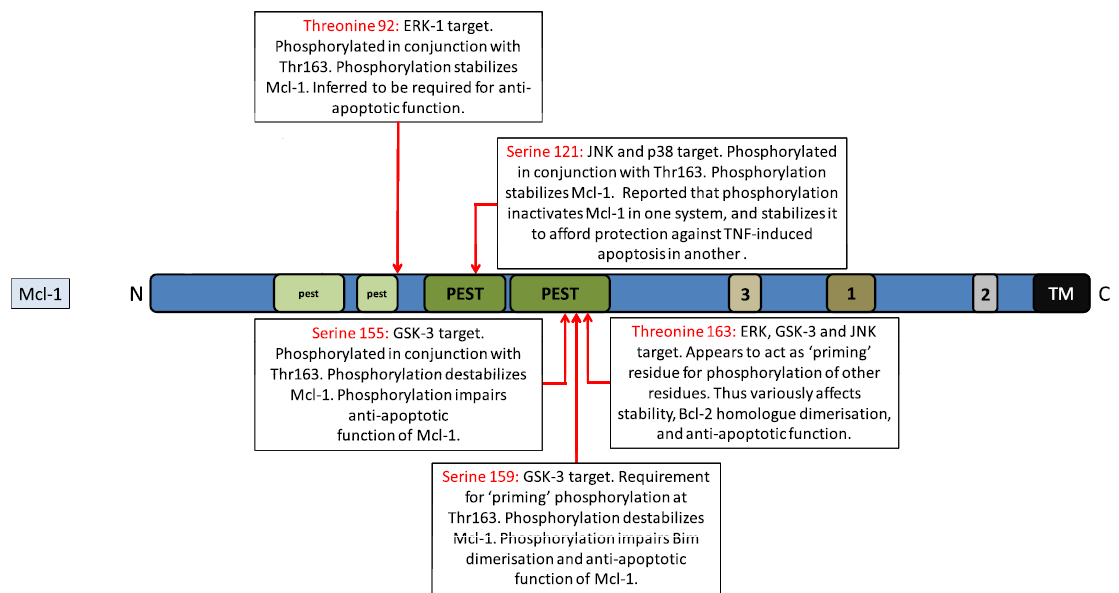 Threonine 92: ERK-1 target.
Phosphorylated in conjunction with
Thr163. Phosphorylation stabilizes
Mcl-1. Inferred to be required for anti-
apoptotic function.
Serine 121: JNK and p38 target. Phosphorylated
in conjunction with Thr163. Phosphorylation
stabilizes Mcl-1. Reported that phosphorylation
inactivates Mcl-1 in one system, and stabilizes it
to afford protection against TNF-induced
apoptosis in another .
Mcl-1
N
pest
pest
PEST
PEST
3
1
2
TM
C
Serine 155: GSK-3 target.
Phosphorylated in conjunction with
Thr163. Phosphorylation destabilizes
Mcl-1. Phosphorylation impairs
anti-apoptotic
function of Mcl-1.
Threonine 163: ERK, GSK-3 and JNK
target. Appears to act as ‘priming’
residue for phosphorylation of other
residues. Thus variously affects
stability, Bcl-2 homologue dimerisation,
and anti-apoptotic function.
Serine 159: GSK-3 target. Requirement
for ‘priming’ phosphorylation at
Thr163. Phosphorylation destabilizes
Mcl-1. Phosphorylation impairs Bim
dimerisation and anti-apoptotic
function of Mcl-1.